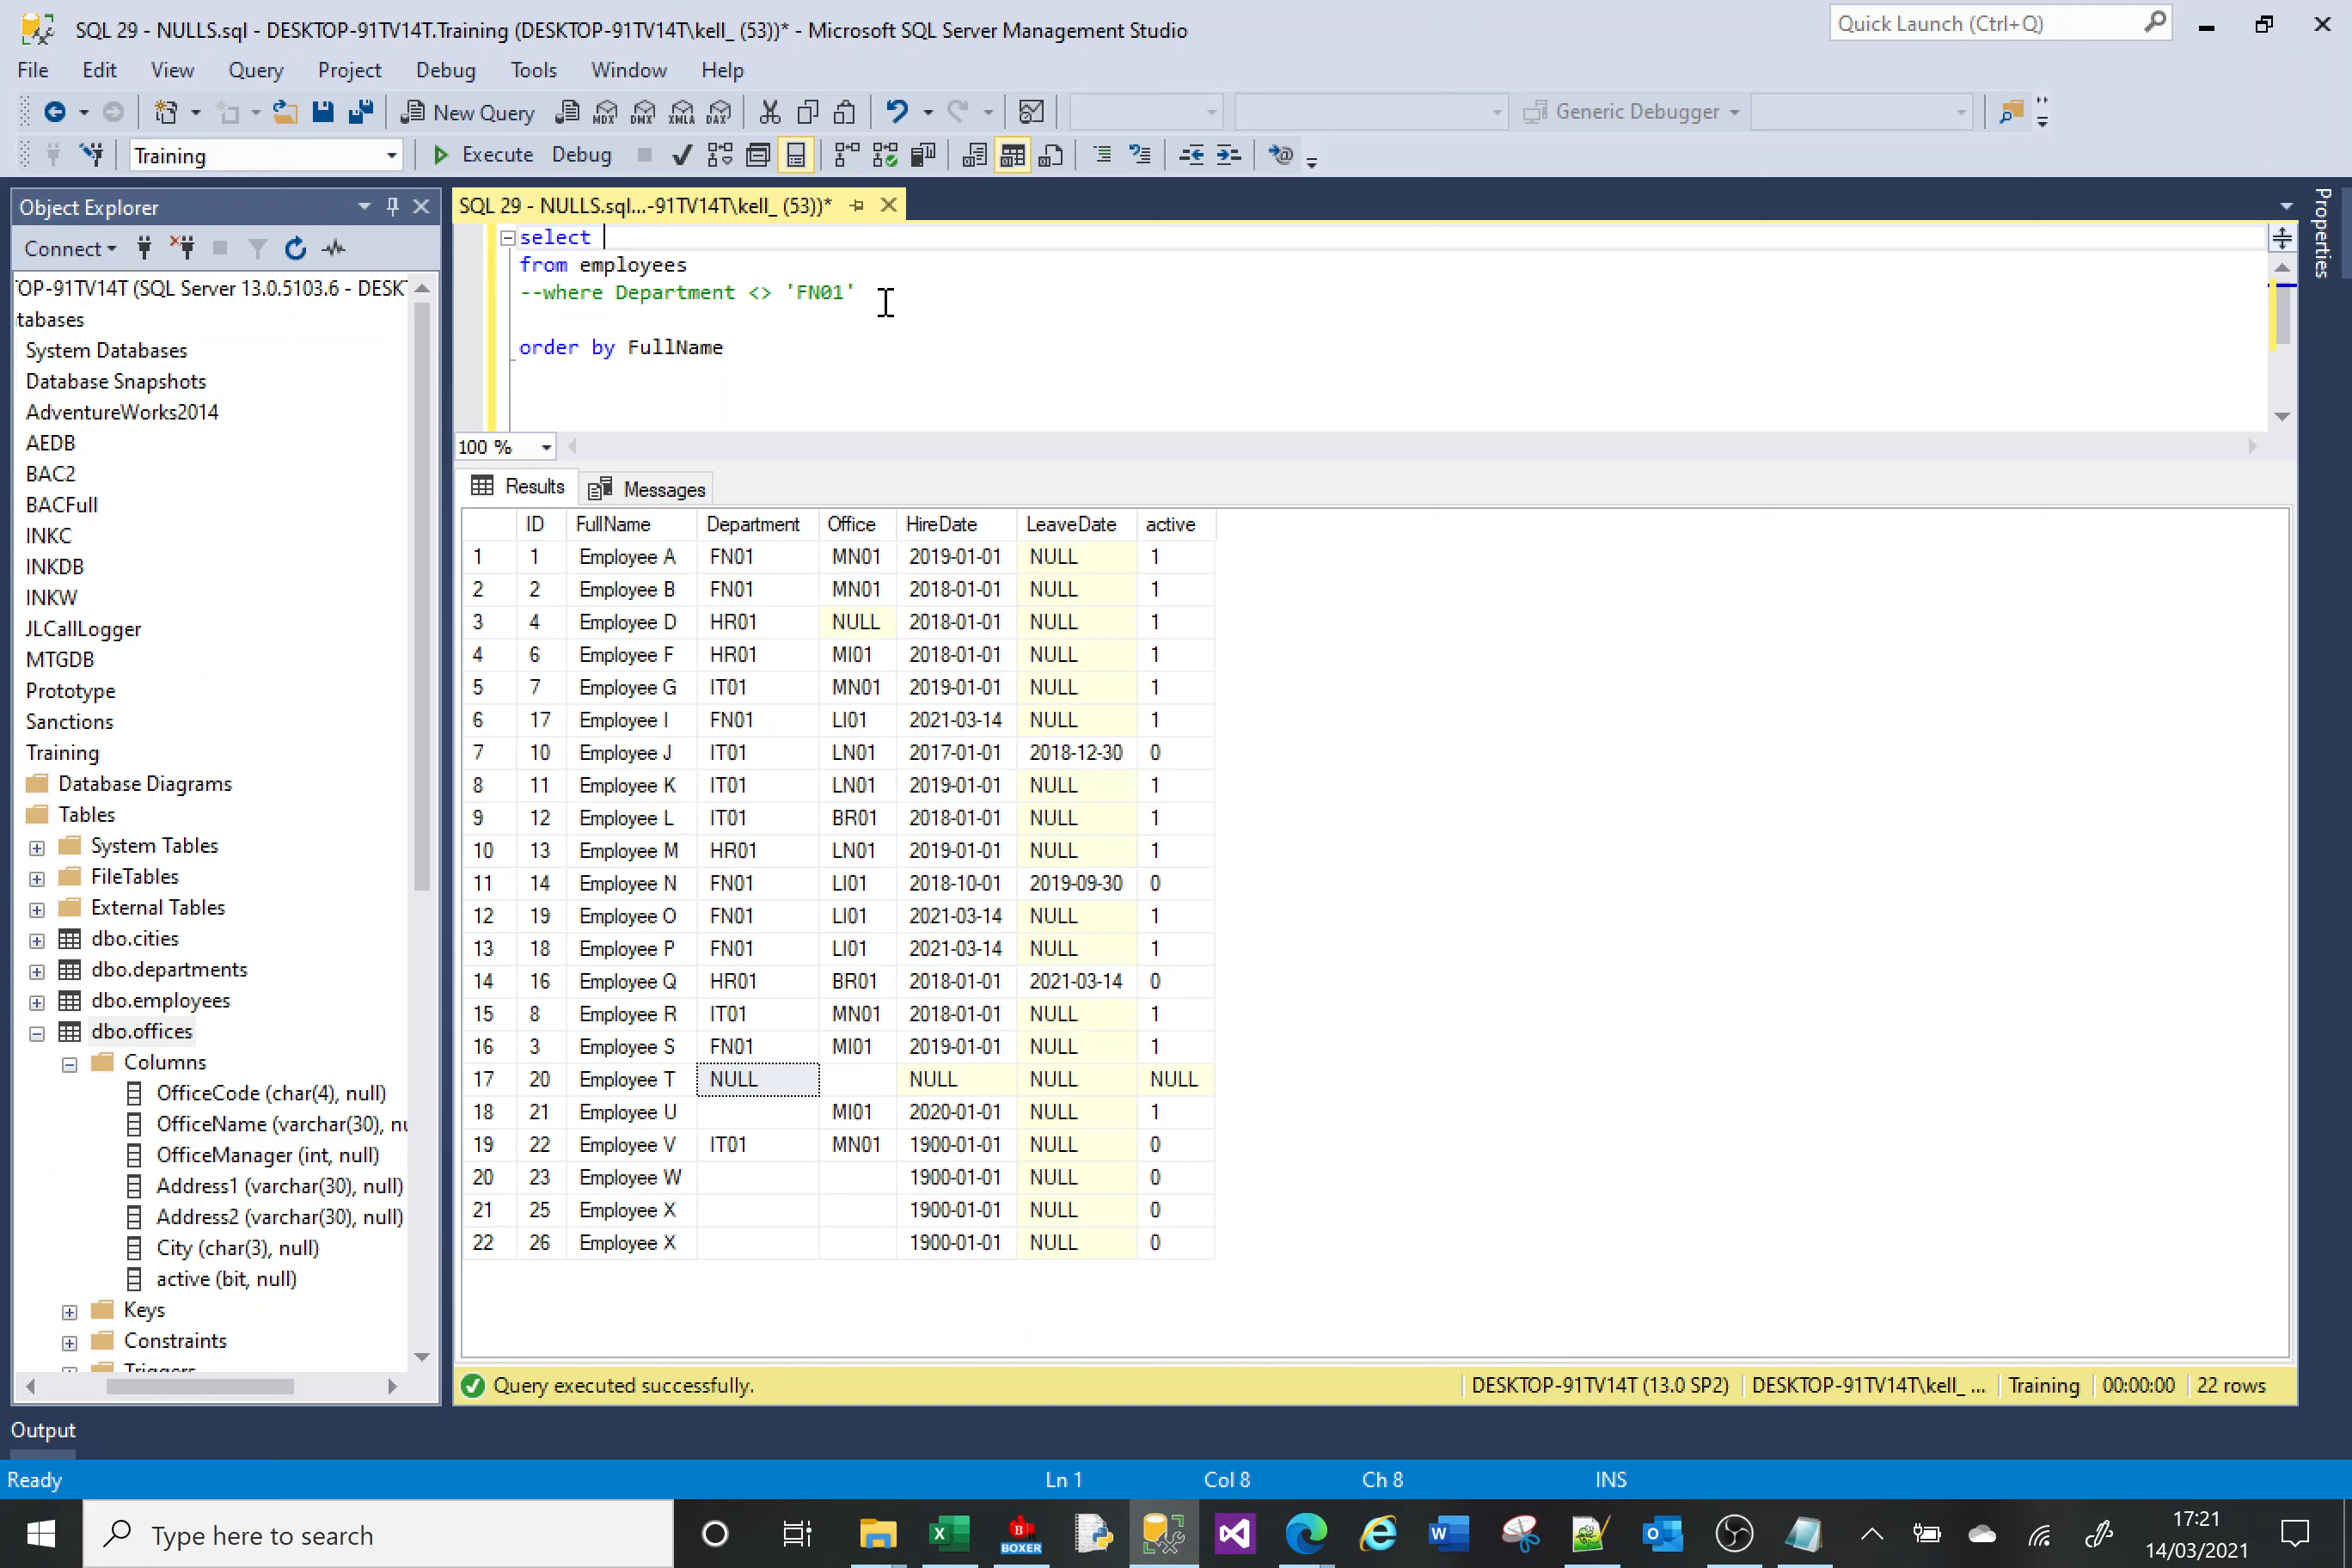 SQL 29 - NULLS.sql - DESKTOP-91TV14T.Training (DESKTOP-91TV14T\kell_ (53))* - Microsoft SQL Server Management Studio
Quick Launch (Ctrl+Q)
File Edit View Query Project Debug Tools Window Help
New Query MDX DMX XMLA DAX Generic Debugger
Training Execute Debug
Object Explorer
SQL 29 - NULLS.sql...-91TV14T\kell_ (53))*
Properties
Connect
select
from employees
--where Department <> 'FN01'
order by FullName
100 %
'OP-91TV14T (SQL Server 13.0.5103.6 - DESK
tabases
System Databases
Database Snapshots
AdventureWorks2014
AEDB
BAC2
BACFull
INKC
INKDB
INKW
JLCallLogger
MTGDB
Prototype
Sanctions
Training
Database Diagrams
Tables
System Tables
FileTables
External Tables
dbo.cities
dbo.departments
dbo.employees
dbo.offices
Columns
OfficeCode (char(4), null)
OfficeName (varchar(30), nu
OfficeManager (int, null)
Address1 (varchar(30), null)
Address2 (varchar(30), null)
City (char(3), null)
active (bit, null)
Keys
Constraints
Triggers
Results Messages
ID FullName Department Office HireDate LeaveDate active
1 1 Employee A FN01 MN01 2019-01-01 NULL 1
2 2 Employee B FN01 MN01 2018-01-01 NULL 1
3 4 Employee D HR01 NULL 2018-01-01 NULL 1
4 6 Employee F HR01 MI01 2018-01-01 NULL 1
5 7 Employee G IT01 MN01 2019-01-01 NULL 1
6 17 Employee I FN01 LI01 2021-03-14 NULL 1
7 10 Employee J IT01 LN01 2017-01-01 2018-12-30 0
8 11 Employee K IT01 LN01 2019-01-01 NULL 1
9 12 Employee L IT01 BR01 2018-01-01 NULL 1
10 13 Employee M HR01 LN01 2019-01-01 NULL 1
11 14 Employee N FN01 LI01 2018-10-01 2019-09-30 0
12 19 Employee O FN01 LI01 2021-03-14 NULL 1
13 18 Employee P FN01 LI01 2021-03-14 NULL 1
14 16 Employee Q HR01 BR01 2018-01-01 2021-03-14 0
15 8 Employee R IT01 MN01 2018-01-01 NULL 1
16 3 Employee S FN01 MI01 2019-01-01 NULL 1
17 20 Employee T NULL NULL NULL NULL
18 21 Employee U MI01 2020-01-01 NULL 1
19 22 Employee V IT01 MN01 1900-01-01 NULL 0
20 23 Employee W 1900-01-01 NULL 0
21 25 Employee X 1900-01-01 NULL 0
22 26 Employee X 1900-01-01 NULL 0
Query executed successfully. DESKTOP-91TV14T (13.0 SP2) DESKTOP-91TV14T\kell_ ... Training 00:00:00 22 rows
Output
Ready Ln 1 Col 8 Ch 8 INS
Type here to search
BOXER
17:21
14/03/2021